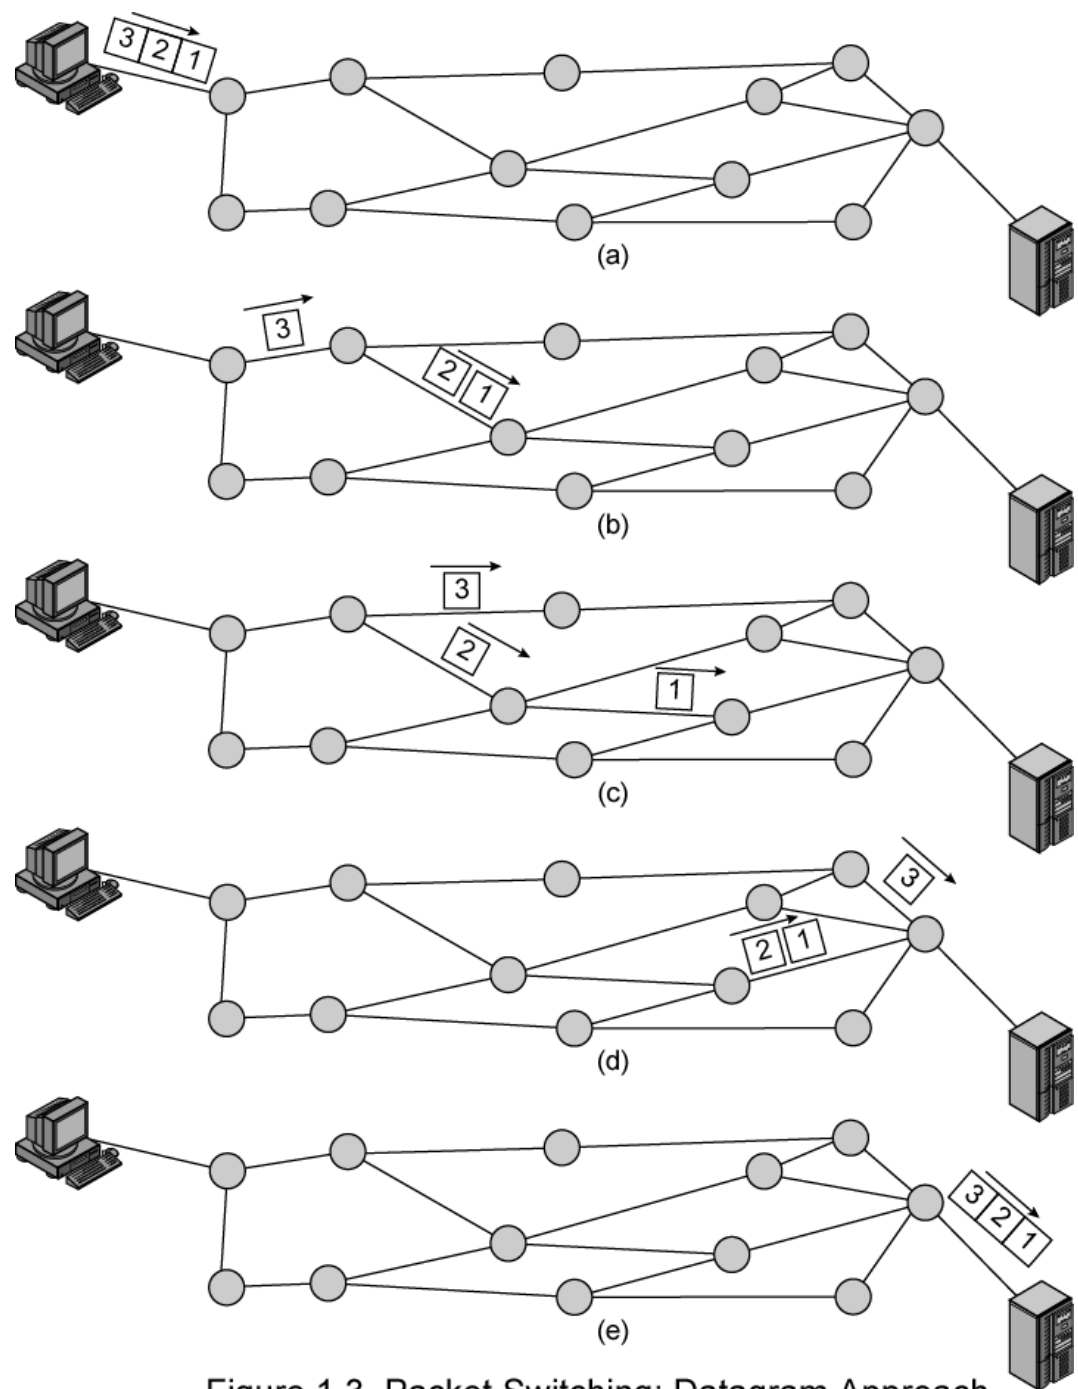 3 2 1
(a)
3
2 1
(b)
3
2
1
(c)
3
2 1
(d)
3 2 1
(e)
Figure 1.3 Packet Switching: Datagram Approach